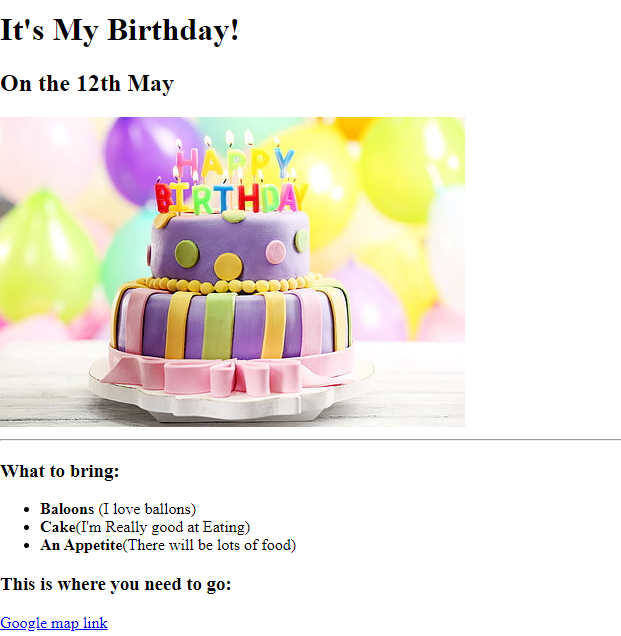 It's My Birthday!
On the 12th May
HAPPY
BIRTHDAY
What to bring:
Baloons (I love ballons)
Cake(I'm Really good at Eating)
An Appetite(There will be lots of food)
This is where you need to go:
Google map link